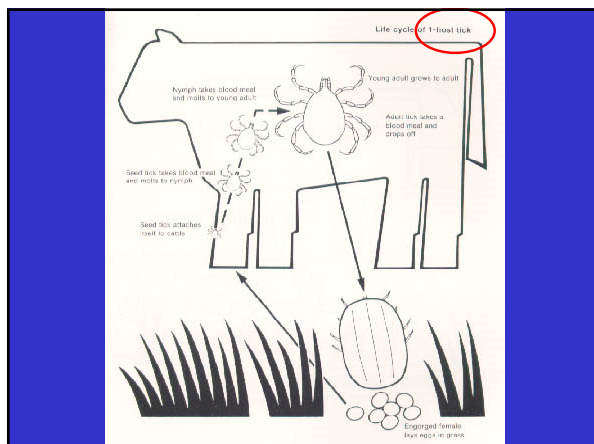 Life cycle of 1-host tick
Young adult grows to adult
Nymph takes blood meal
and molts to young adult
Adult tick takes a
blood meal and
drops off
Seed tick takes blood meal
and molts to nymph
Seed tick attaches
itself to cattle
Engorged female
lays eggs in grass